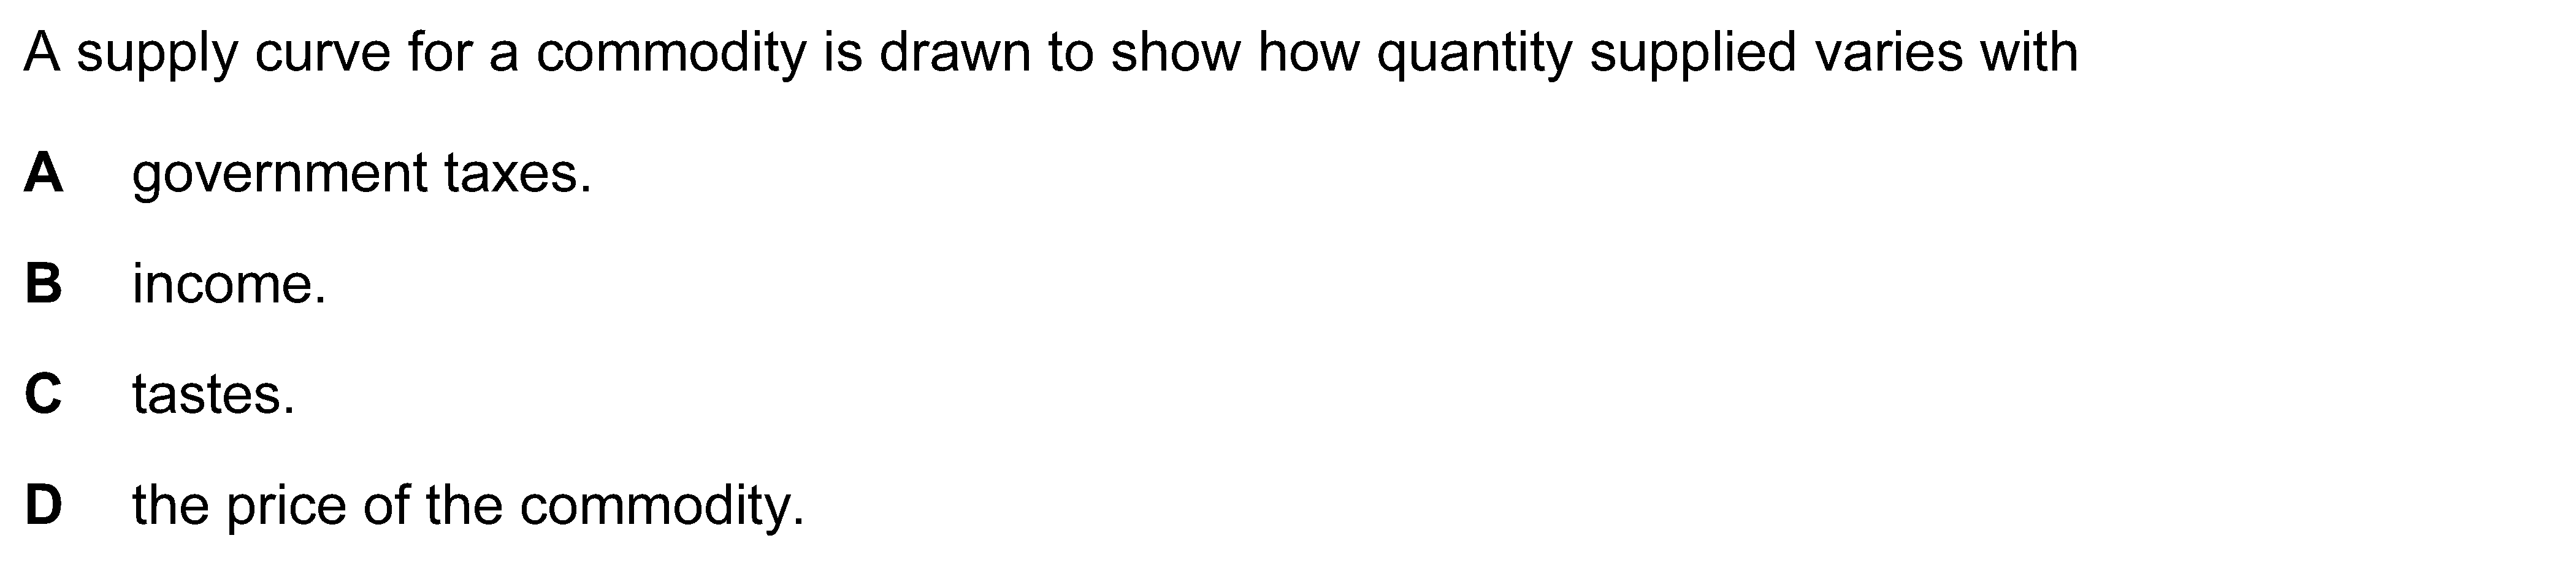 A supply curve for a commodity is drawn to show how quantity supplied varies with
A government taxes.
B income.
C tastes.
D the price of the commodity.